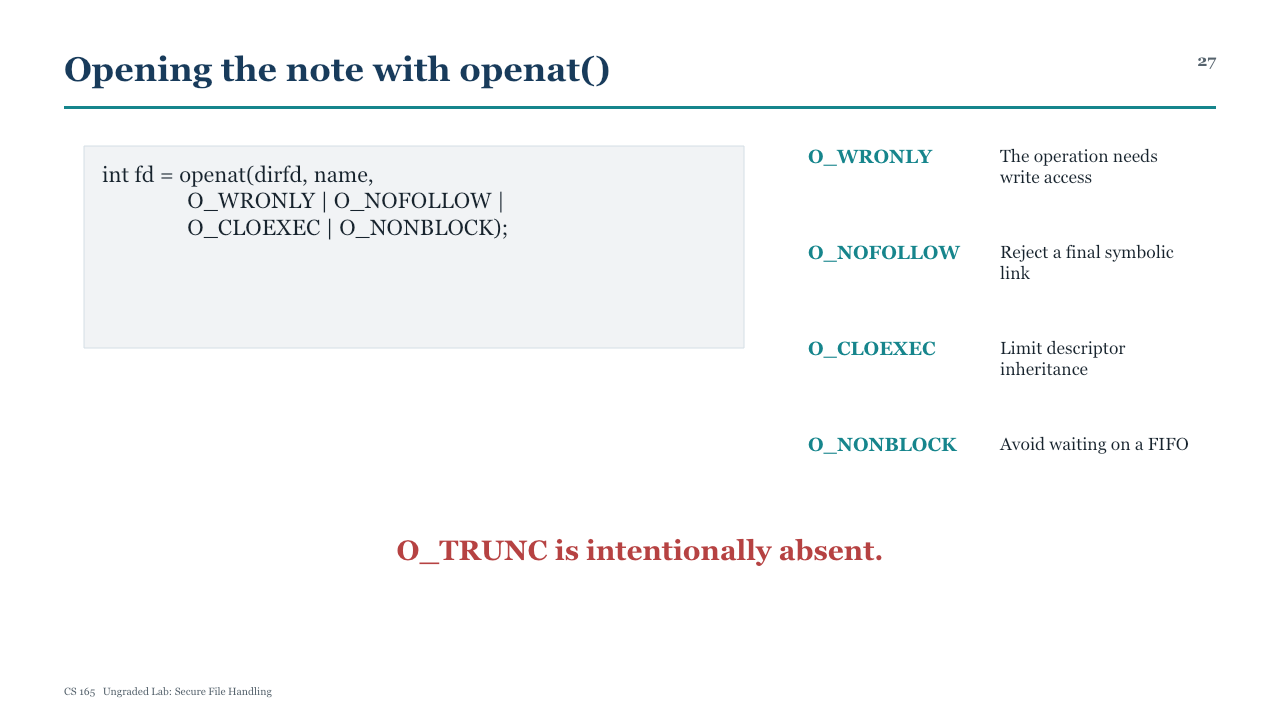 Opening the note with openat()
27
int fd = openat(dirfd, name,
O_WRONLY | O_NOFOLLOW |
O_CLOEXEC | O_NONBLOCK);
O_WRONLY
The operation needs
write access
O_NOFOLLOW
Reject a final symbolic
link
O_CLOEXEC
Limit descriptor
inheritance
O_NONBLOCK
Avoid waiting on a FIFO
O_TRUNC is intentionally absent.
CS 165 Ungraded Lab: Secure File Handling